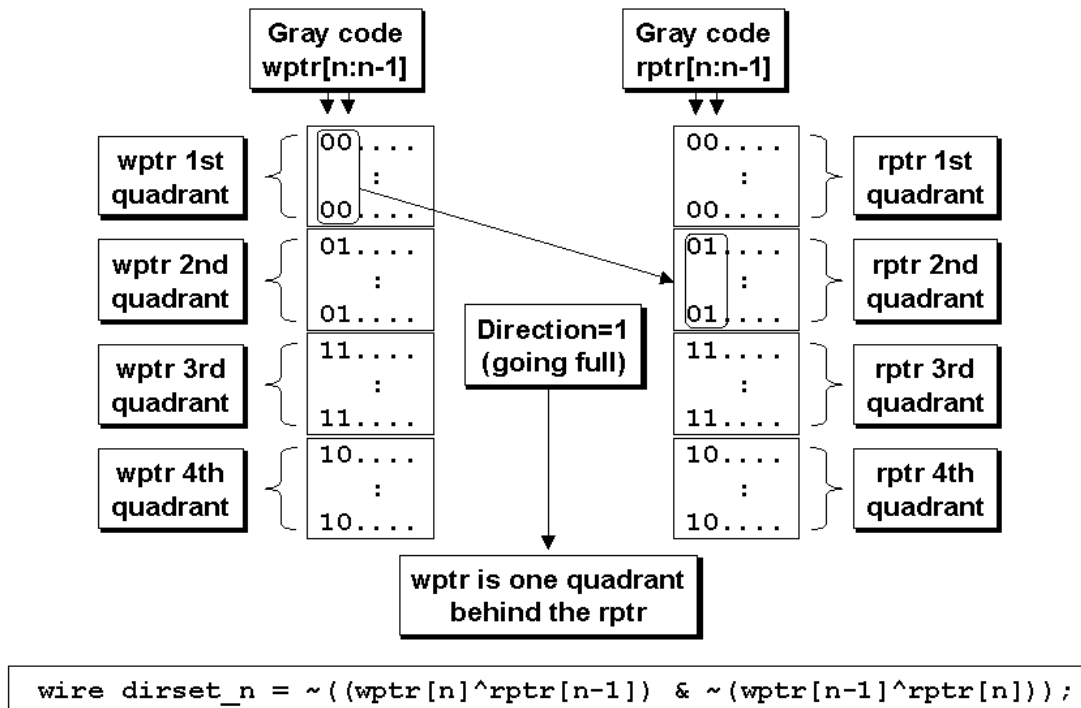 Gray code
wptr[n:n-1]
Gray code
rptr[n:n-1]
wptr 1st
quadrant
00....
:
00....
00....
:
00....
rptr 1st
quadrant
wptr 2nd
quadrant
01....
:
01....
01....
:
01....
rptr 2nd
quadrant
Direction=1
(going full)
wptr 3rd
quadrant
11....
:
11....
11....
:
11....
rptr 3rd
quadrant
wptr 4th
quadrant
10....
:
10....
10....
:
10....
rptr 4th
quadrant
wptr is one quadrant
behind the rptr
wire dirset_n = ~((wptr[n]^rptr[n-1]) & ~(wptr[n-1]^rptr[n]));